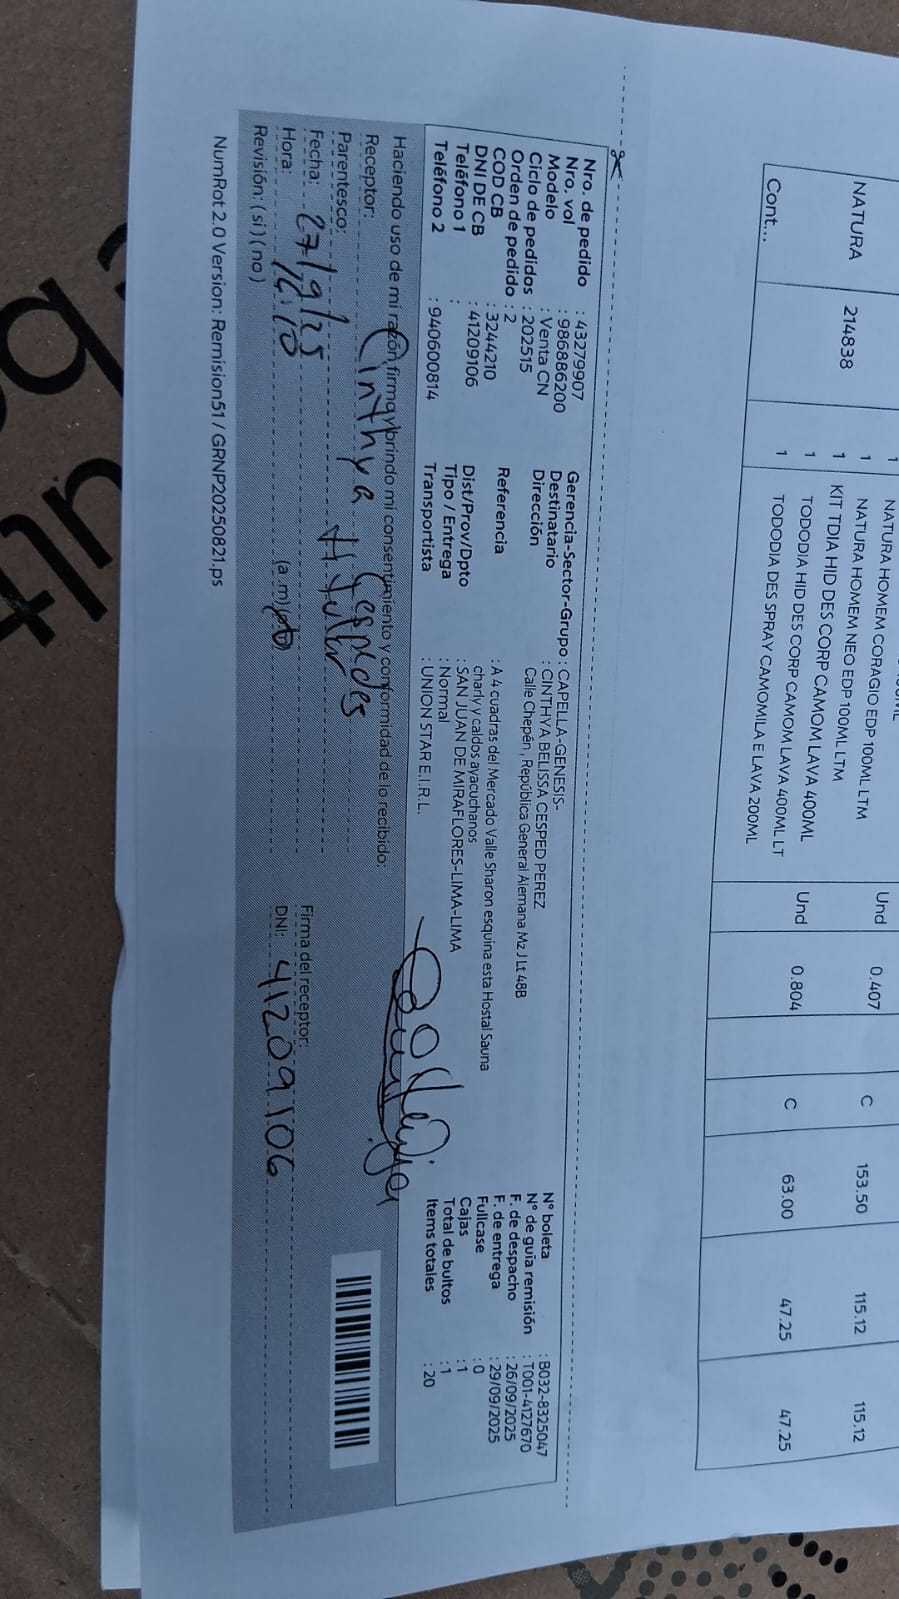 1 NATURA HOMEM CORAGIO EDP 100ML LTM Und 0.407 C 153.50 115.12 115.12
1 NATURA HOMEM NEO EDP 100ML LTM
NATURA 214838 1 KIT TDIA HID DES CORP CAMOM LAVA 400ML Und 0.804 C 63.00 47.25 47.25
1 TODODIA HID DES CORP CAMOM LAVA 400ML LT
1 TODODIA DES SPRAY CAMOMILA E LAVA 200ML
Cont...
Nro. de pedido : 43279907
Nro. vol : 986886200
Modelo : Venta CN
Ciclo de pedidos : 202515
Orden de pedido : 2
COD CB : 3244210
DNI DE CB : 41209106
Teléfono 1 :
Teléfono 2 : 940600814
Gerencia-Sector-Grupo : CAPELLA-GENESIS-
Destinatario : CINTHYA BELISSA CESPED PEREZ
Dirección Calle Chepén , República General Alemana Mz J Lt 48B
Referencia : A 4 cuadras del Mercado Valle Sharon esquina esta Hostal Sauna
charly y caldos ayacuchanos
Dist/Prov/Dpto : SAN JUAN DE MIRAFLORES-LIMA-LIMA
Tipo / Entrega : Normal
Transportista : UNION STAR E.I.R.L.
N° boleta : B032-8325047
N° de guia remisión : T001-4127670
F. de despacho : 26/09/2025
F. de entrega : 29/09/2025
Fullcase : 0
Cajas : 1
Total de bultos : 1
Items totales : 20
Haciendo uso de mi razón, firmo y brindo mi consentimiento y conformidad de lo recibido:
Receptor: Cinthya Cespedes
Parentesco:
Fecha: 27/9/25
Hora: 16:10 (a.m)
Revisión: ( si ) ( no )
Firma del receptor:
DNI: 41209106
NumRot 2.0 Version: Remision51 / GRNP20250821.ps